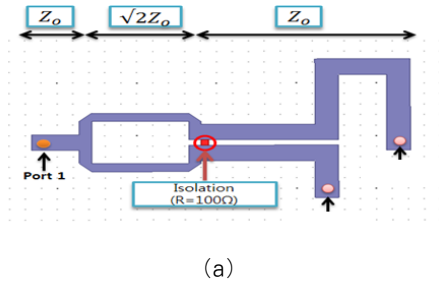 Zₒ
√2Zₒ
Zₒ
Port 1
Isolation
(R=100Ω)
(a)